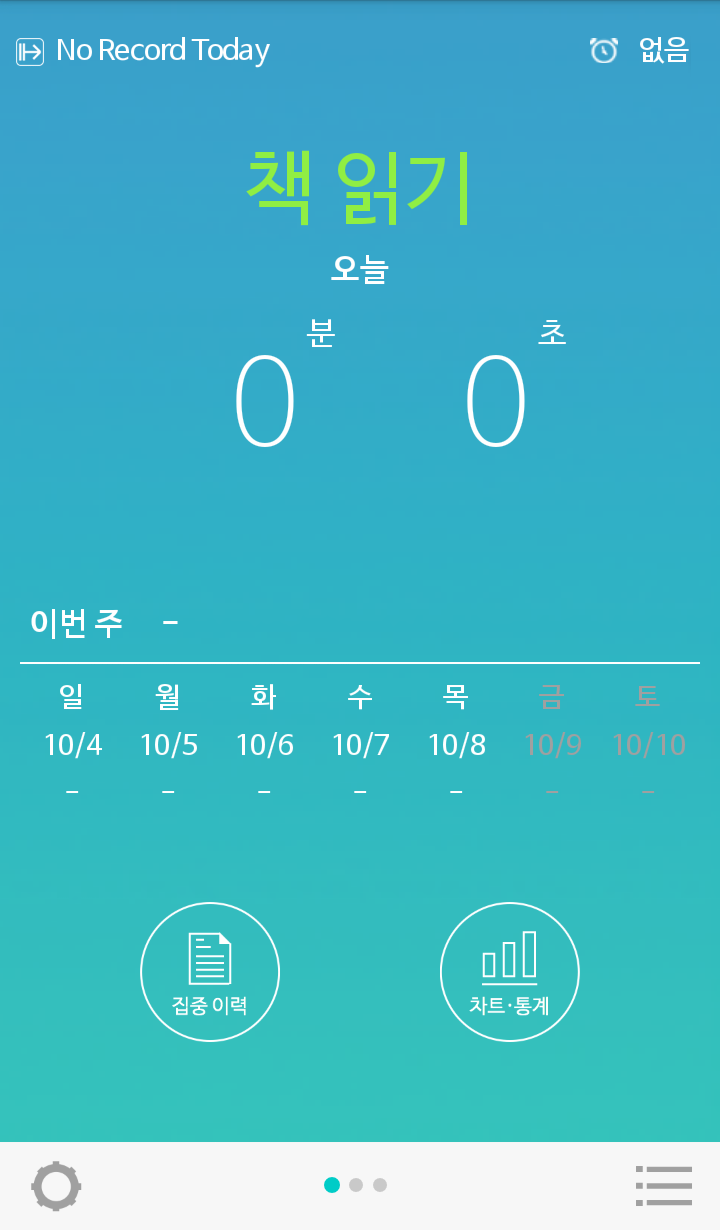 No Record Today 없음
책 읽기
오늘
0 분 0 초
이번 주 –
일 월 화 수 목 금 토
10/4 10/5 10/6 10/7 10/8 10/9 10/10
– – – – – – –
집중 이력 차트·통계